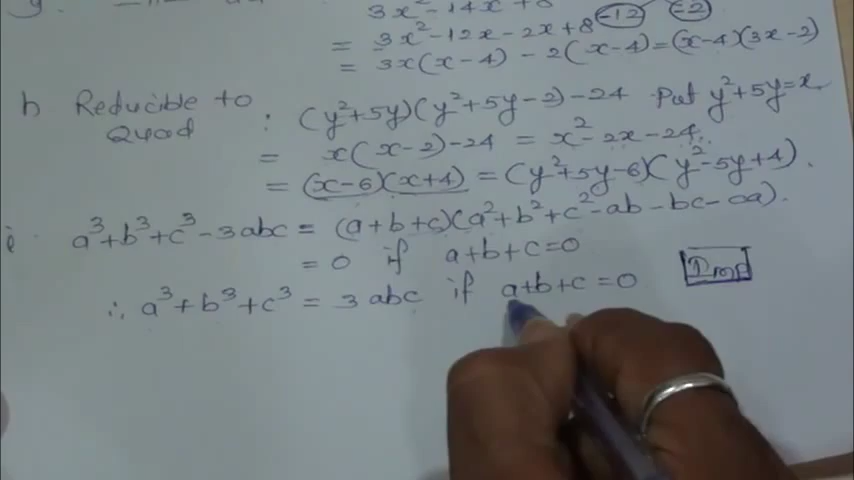 3x²-14x+8
= 3x²-12x-2x+8 -12 -2
= 3x(x-4) -2(x-4)=(x-4)(3x-2)
h Reducible to Quad : (y²+5y)(y²+5y-2)-24 Put y²+5y=x
= x(x-2)-24 = x²-2x-24
= (x-6)(x+4) = (y²+5y-6)(y²-5y+4).
i. a³+b³+c³-3abc = (a+b+c)(a²+b²+c²-ab-bc-ca).
= 0 if a+b+c=0
∴ a³+b³+c³ = 3abc if a+b+c=0 Imp